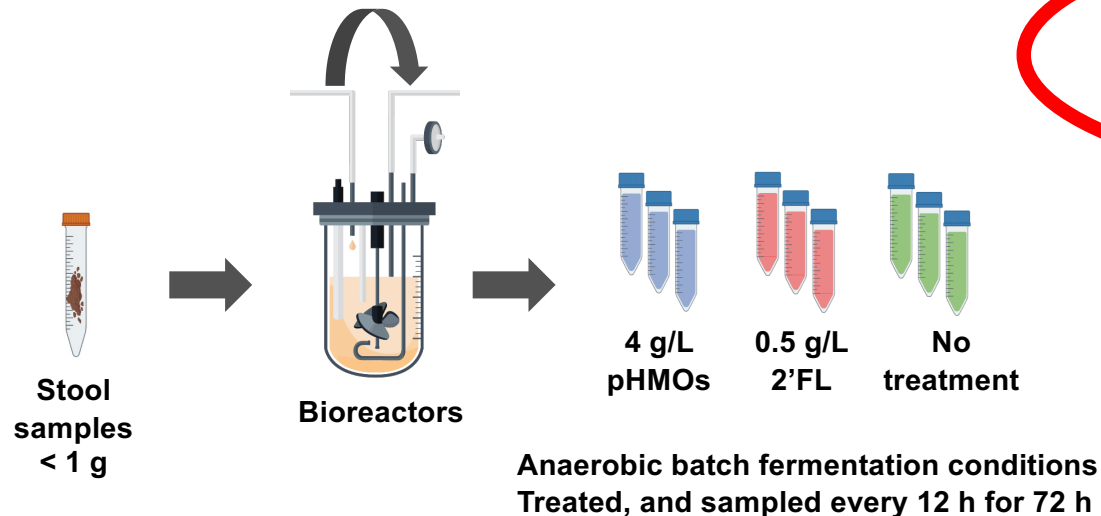 Stool
samples
< 1 g
Bioreactors
4 g/L
pHMOs
0.5 g/L
2’FL
No
treatment
Anaerobic batch fermentation conditions
Treated, and sampled every 12 h for 72 h